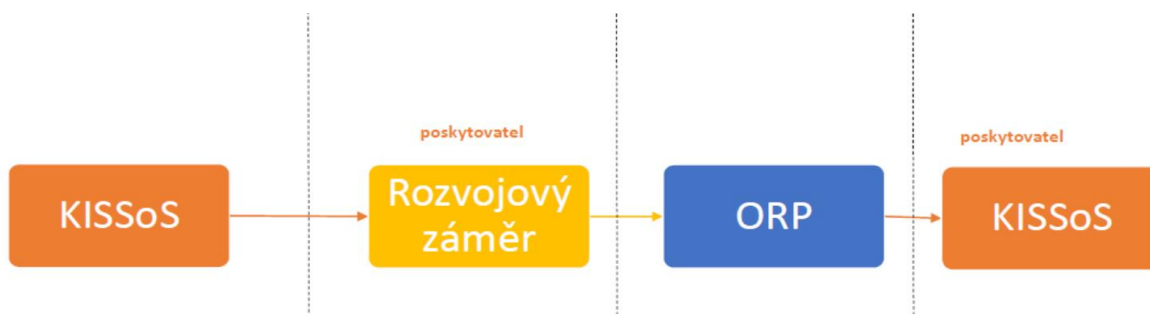 poskytovatel
poskytovatel
KISSoS
Rozvojový
záměr
ORP
KISSoS